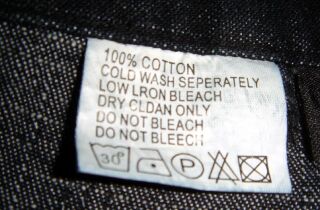 100% COTTON
COLD WASH SEPERATELY
LOW LRON BLEACH
DRY CLDAN ONLY
DO NOT BLEACH
DO NOT BLEECH
30° P